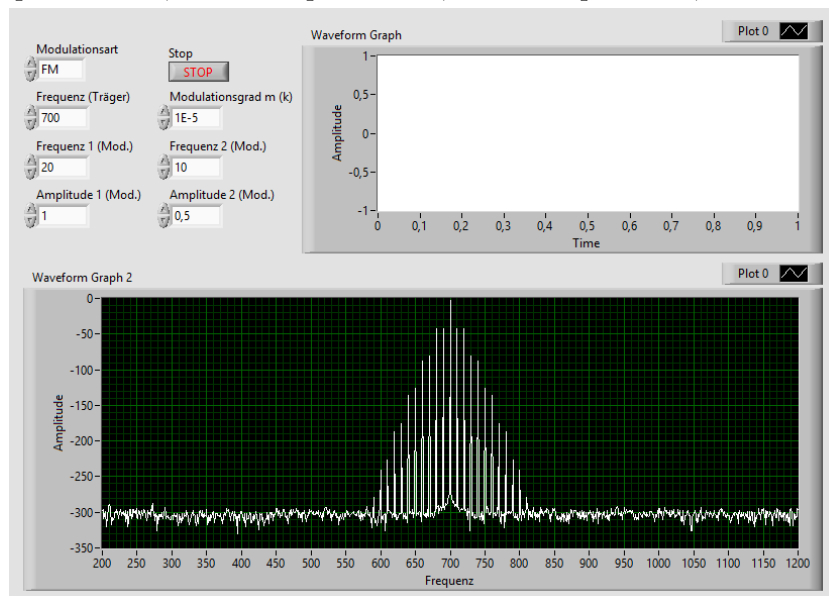 Modulationsart
FM
Stop
STOP
Frequenz (Träger)
700
Modulationsgrad m (k)
1E-5
Frequenz 1 (Mod.)
20
Frequenz 2 (Mod.)
10
Amplitude 1 (Mod.)
1
Amplitude 2 (Mod.)
0,5
Waveform Graph
Plot 0
Amplitude
1
0,5
0
-0,5
-1
0 0,1 0,2 0,3 0,4 0,5 0,6 0,7 0,8 0,9 1
Time
Waveform Graph 2
Plot 0
Amplitude
0
-50
-100
-150
-200
-250
-300
-350
200 250 300 350 400 450 500 550 600 650 700 750 800 850 900 950 1000 1050 1100 1150 1200
Frequenz